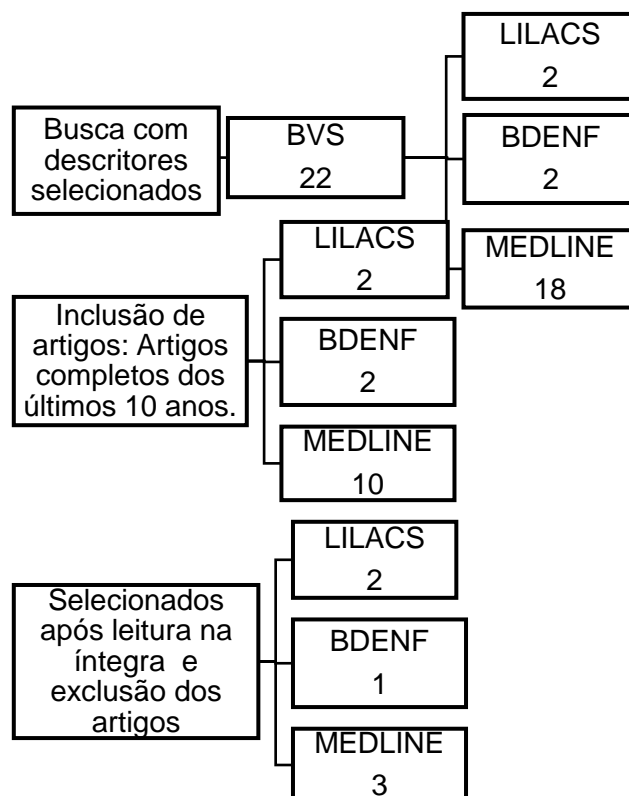 Busca com
descritores
selecionados
BVS
22
LILACS
2
BDENF
2
MEDLINE
18
Inclusão de
artigos: Artigos
completos dos
últimos 10 anos.
LILACS
2
BDENF
2
MEDLINE
10
Selecionados
após leitura na
íntegra e
exclusão dos
artigos
LILACS
2
BDENF
1
MEDLINE
3